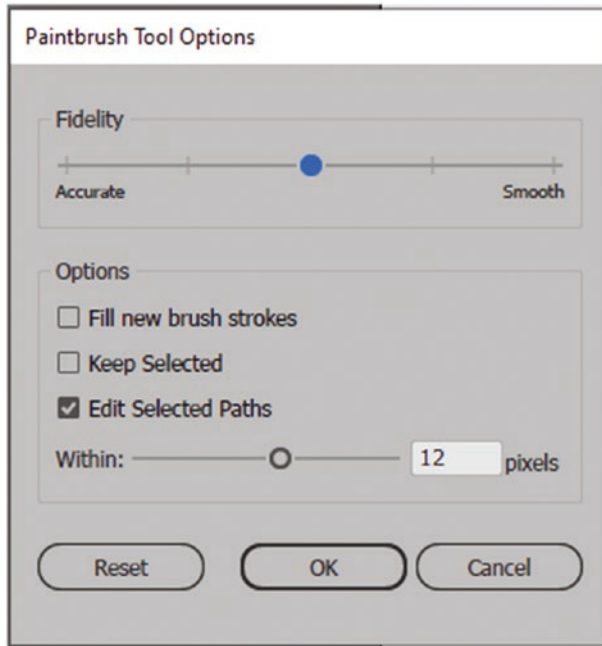 Paintbrush Tool Options
Fidelity
Accurate Smooth
Options
Fill new brush strokes
Keep Selected
Edit Selected Paths
Within: 12 pixels
Reset OK Cancel